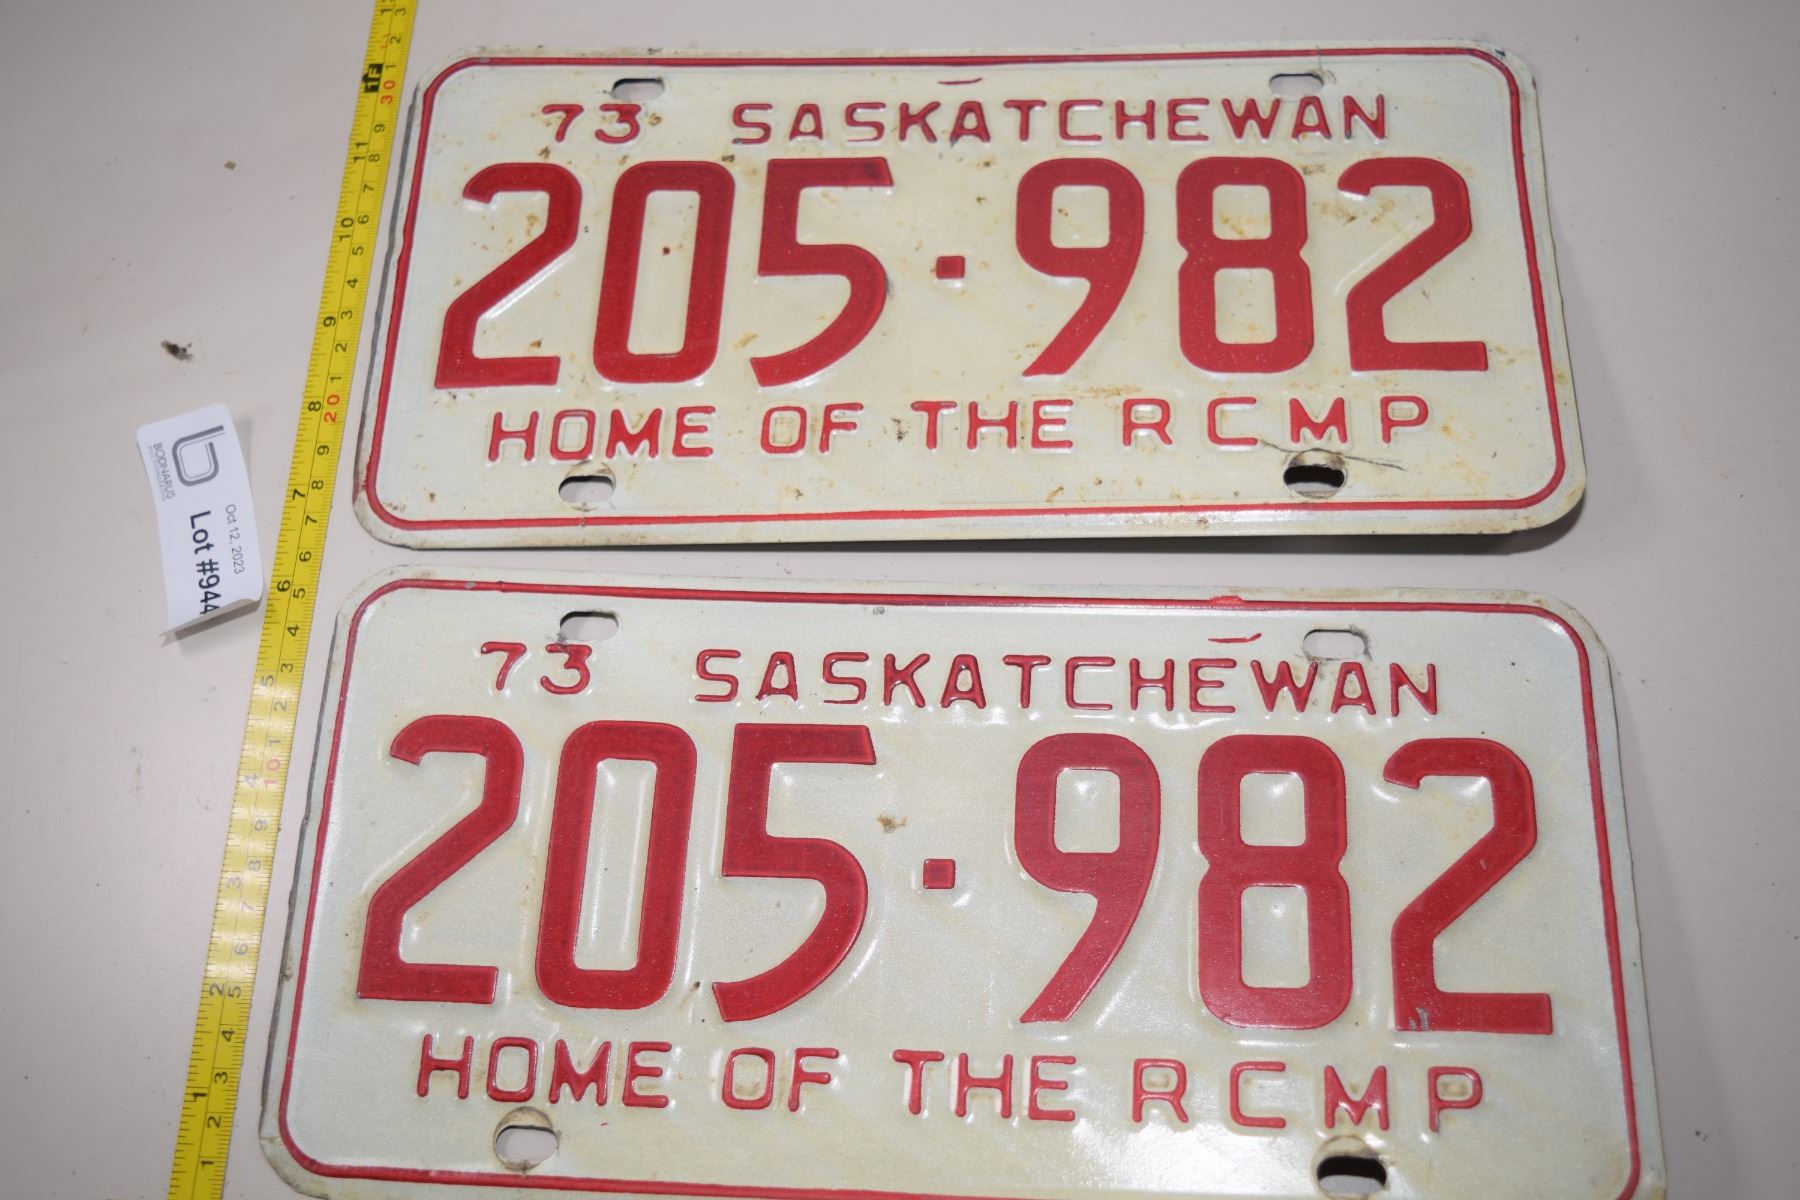 73 SASKATCHEWAN
205·982
HOME OF THE RCMP
73 SASKATCHEWAN
205·982
HOME OF THE RCMP
b
BODNARUS
Oct 12, 2023
Lot #944